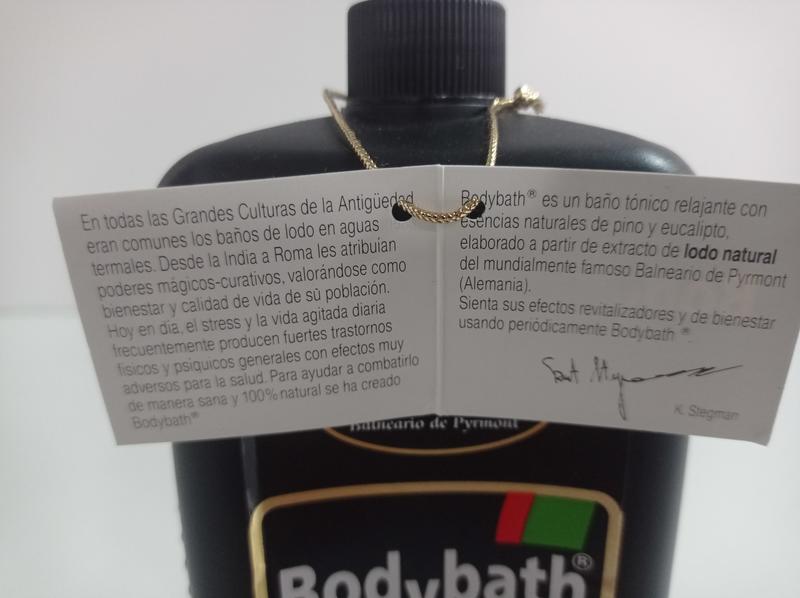 En todas las Grandes Culturas de la Antigüedad
eran comunes los baños de lodo en aguas
termales. Desde la India a Roma les atribuian
poderes mágicos-curativos, valorándose como
bienestar y calidad de vida de sù población.
Hoy en día, el stress y la vida agitada diaria
frecuentemente producen fuertes trastornos
físicos y psiquicos generales con efectos muy
adversos para la salud. Para ayudar a combatirlo
de manera sana y 100% natural se ha creado
Bodybath®
Bodybath® es un baño tónico relajante con
esencias naturales de pino y eucalipto,
elaborado a partir de extracto de lodo natural
del mundialmente famoso Balneario de Pyrmont
(Alemania).
Sienta sus efectos revitalizadores y de bienestar
usando periódicamente Bodybath ®
K. Stegman
Balneario de Pyrmont
Bodybath®